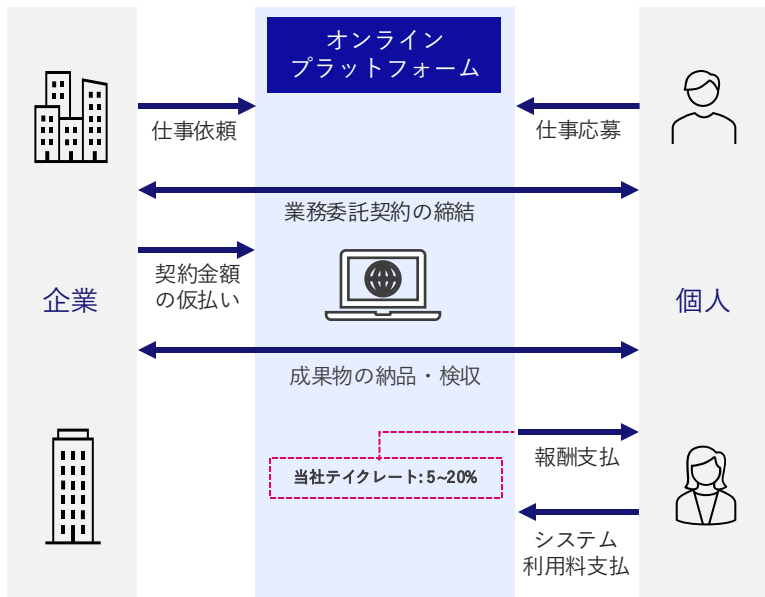 オンライン
プラットフォーム
仕事依頼
仕事応募
業務委託契約の締結
契約金額
の仮払い
企業
個人
成果物の納品・検収
報酬支払
当社テイクレート:5~20%
システム
利用料支払